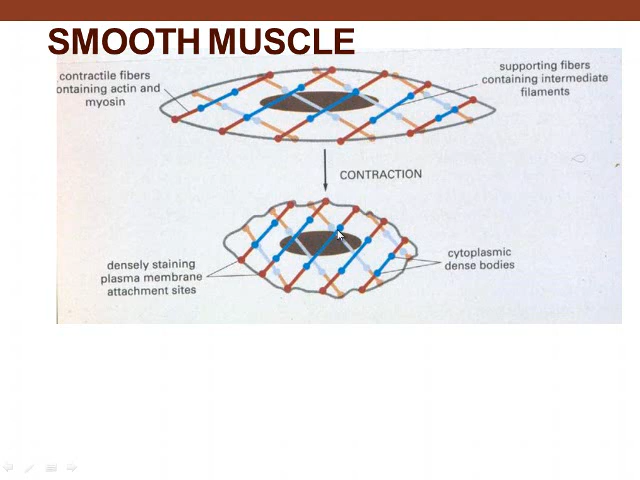 SMOOTH MUSCLE
contractile fibers
ontaining actin and
myosin
supporting fibers
containing intermediate
filaments
CONTRACTION
densely staining
plasma membrane
attachment sites
cytoplasmic
dense bodies